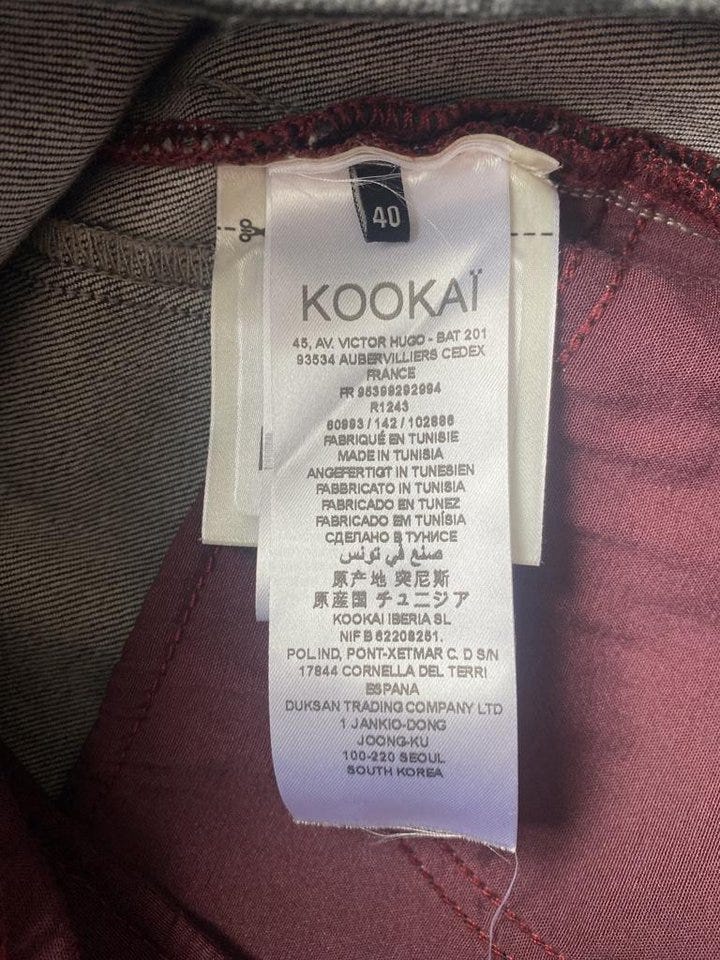 40
KOOKAÏ
45, AV. VICTOR HUGO - BAT 201
93534 AUBERVILLIERS CEDEX
FRANCE
FR 95399292994
R1243
60993 / 142 / 102886
FABRIQUÉ EN TUNISIE
MADE IN TUNISIA
ANGEFERTIGT IN TUNESIEN
FABBRICATO IN TUNISIA
FABRICADO EN TUNEZ
FABRICADO EM TUNÍSIA
СДЕЛАНО В ТУНИСЕ
صنع في تونس
原产地 突尼斯
原産国 チュニジア
KOOKAI IBERIA SL
NIF B 62208251.
POL.IND, PONT-XETMAR C. D S/N
17844 CORNELLA DEL TERRI
ESPANA
DUKSAN TRADING COMPANY LTD
1 JANKIO-DONG
JOONG-KU
100-220 SEOUL
SOUTH KOREA